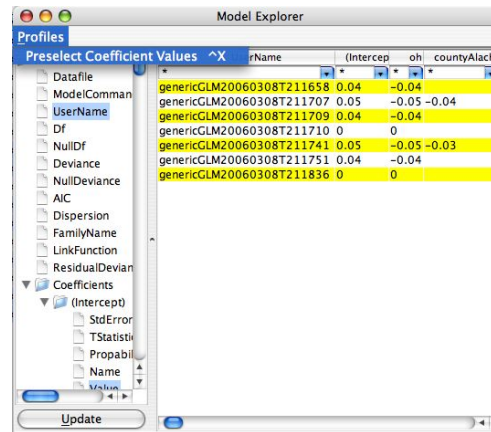 Model Explorer
Profiles
Preselect Coefficient Values ^X
rName (Intercep oh countyAlach
* * * *
Datafile
ModelComman
UserName
Df
NullDf
Deviance
NullDeviance
AIC
Dispersion
FamilyName
LinkFunction
ResidualDevian
Coefficients
(Intercept)
StdError
TStatisti
Propabil
Name
Value
genericGLM20060308T211658 0.04 -0.04
genericGLM20060308T211707 0.05 -0.05 -0.04
genericGLM20060308T211709 0.04 -0.04
genericGLM20060308T211710 0 0
genericGLM20060308T211741 0.05 -0.05 -0.03
genericGLM20060308T211751 0.04 -0.04
genericGLM20060308T211836 0 0
Update